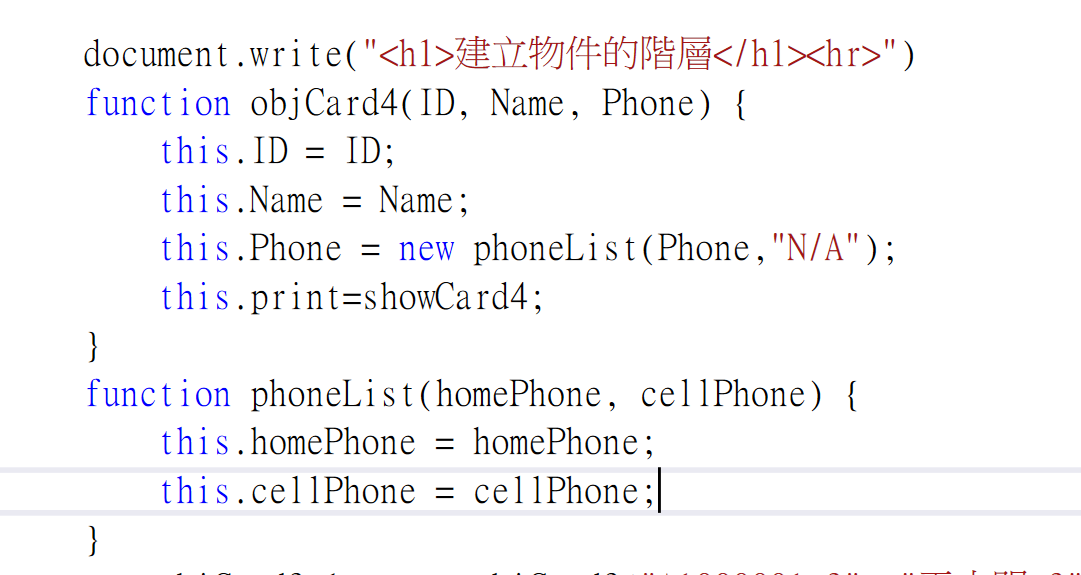 document.write("<h1>建立物件的階層</h1><hr>")
function objCard4(ID, Name, Phone) {
this.ID = ID;
this.Name = Name;
this.Phone = new phoneList(Phone,"N/A");
this.print=showCard4;
}
function phoneList(homePhone, cellPhone) {
this.homePhone = homePhone;
this.cellPhone = cellPhone;
}